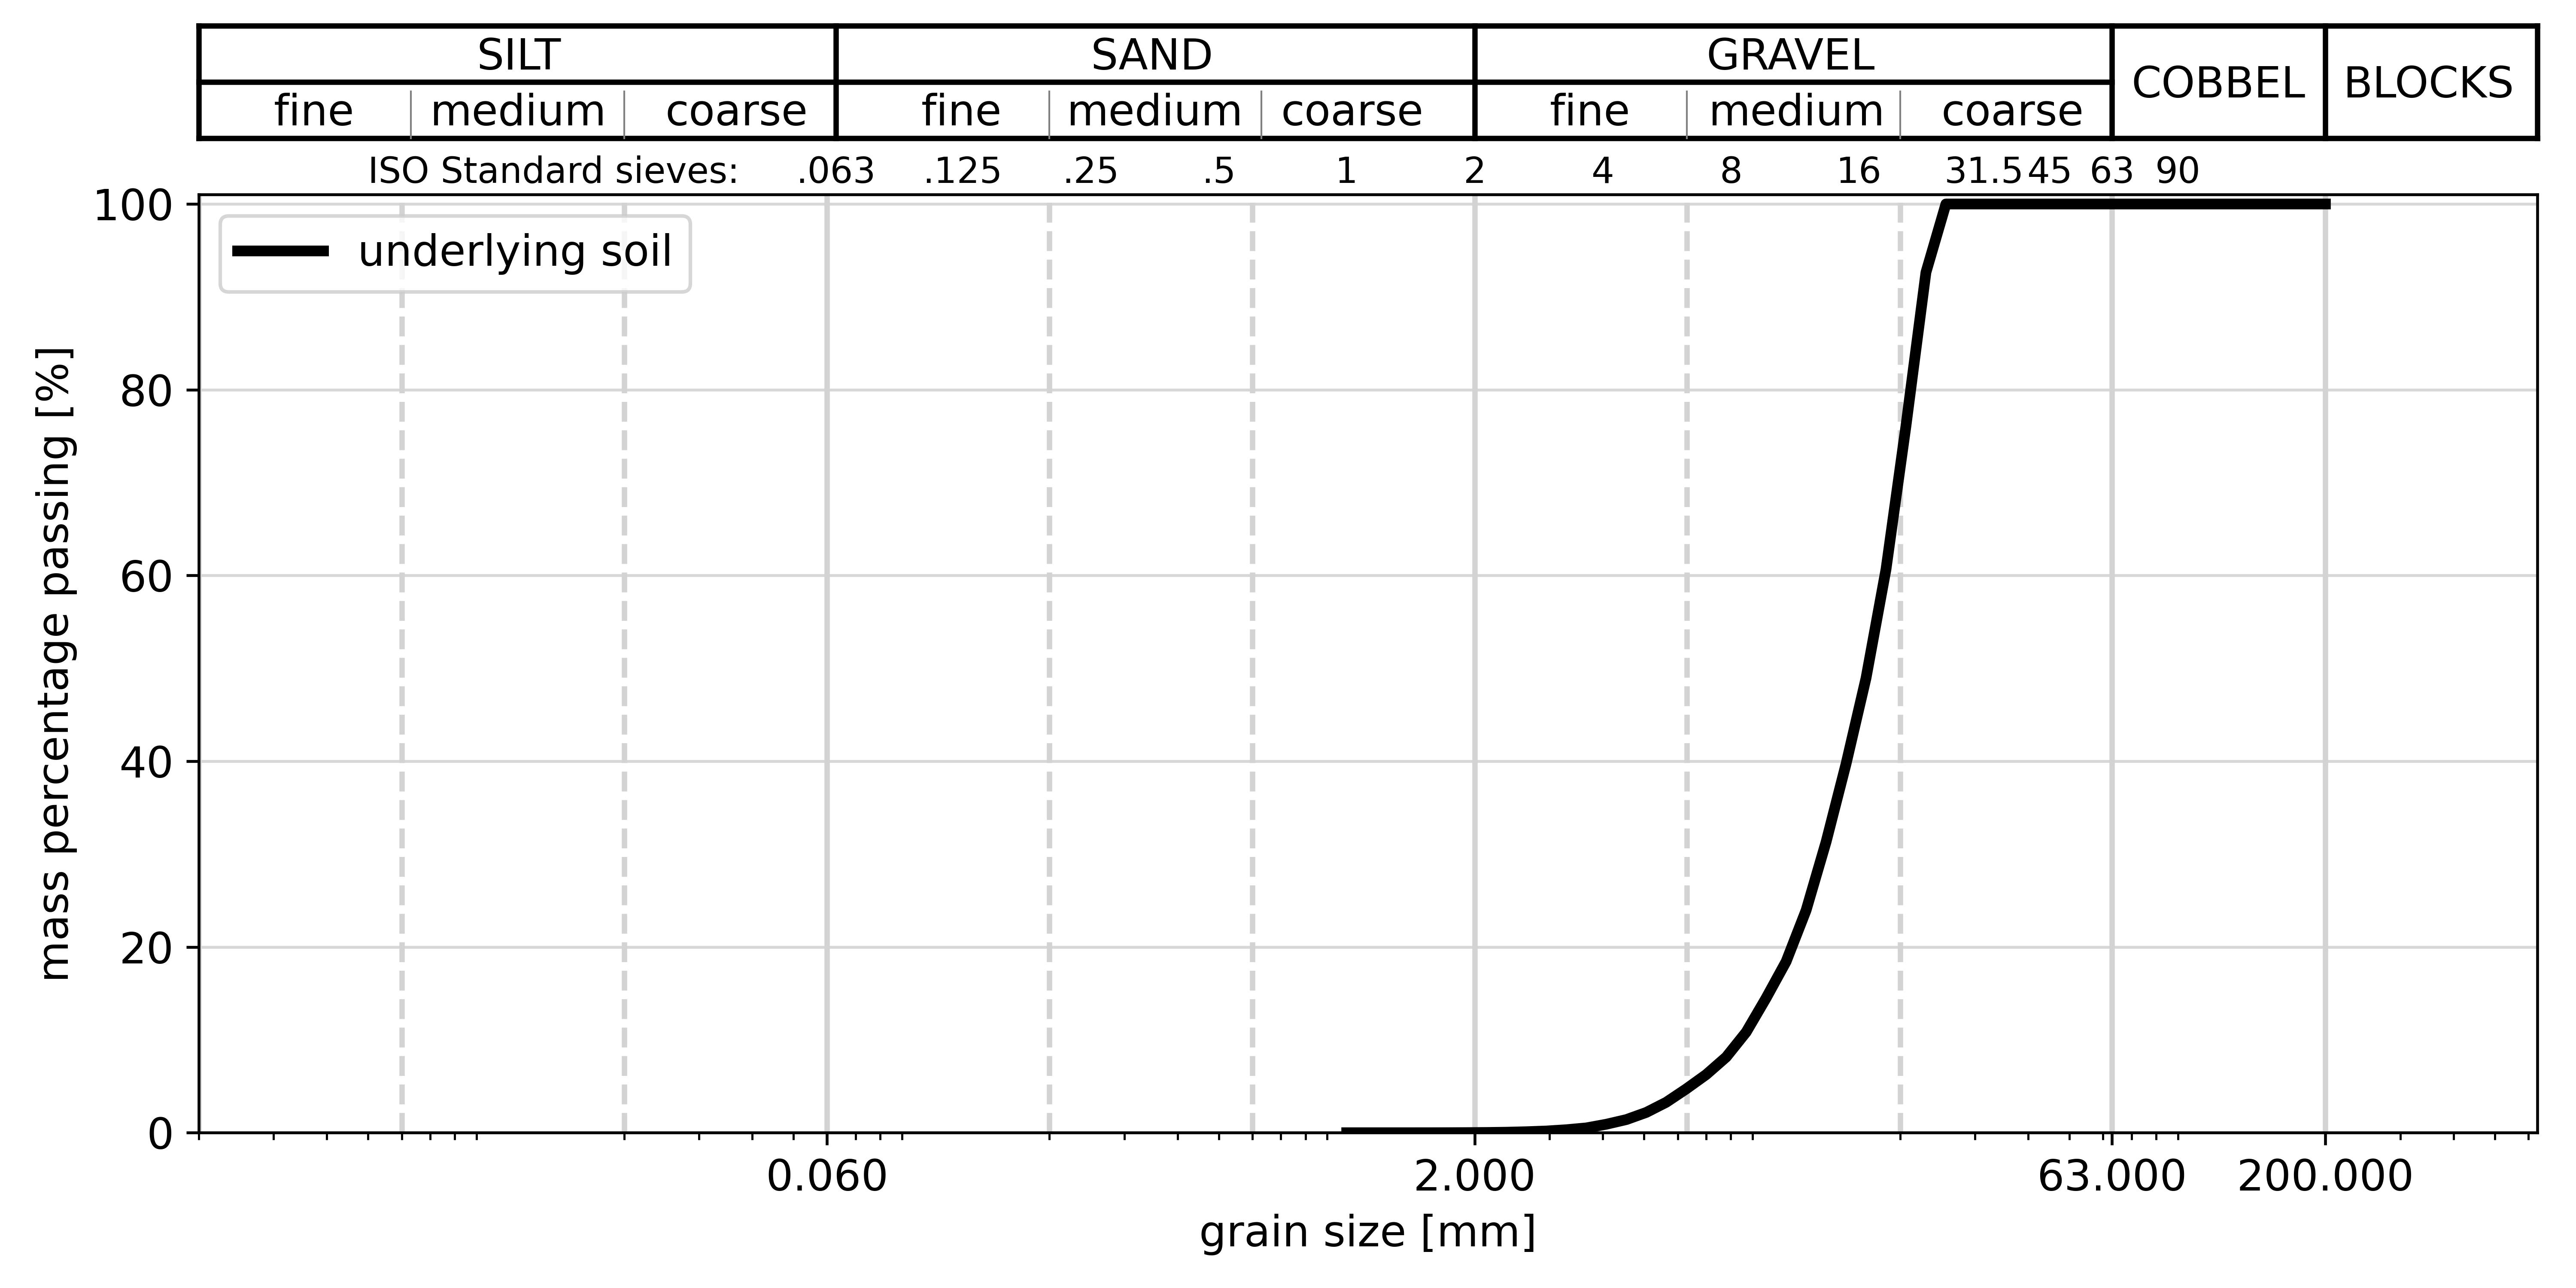 SILT SAND GRAVEL COBBEL BLOCKS
fine medium coarse fine medium coarse fine medium coarse
ISO Standard sieves: .063 .125 .25 .5 1 2 4 8 16 31.5 45 63 90
underlying soil
100
80
60
40
20
0
mass percentage passing [%]
0.060 2.000 63.000 200.000
grain size [mm]